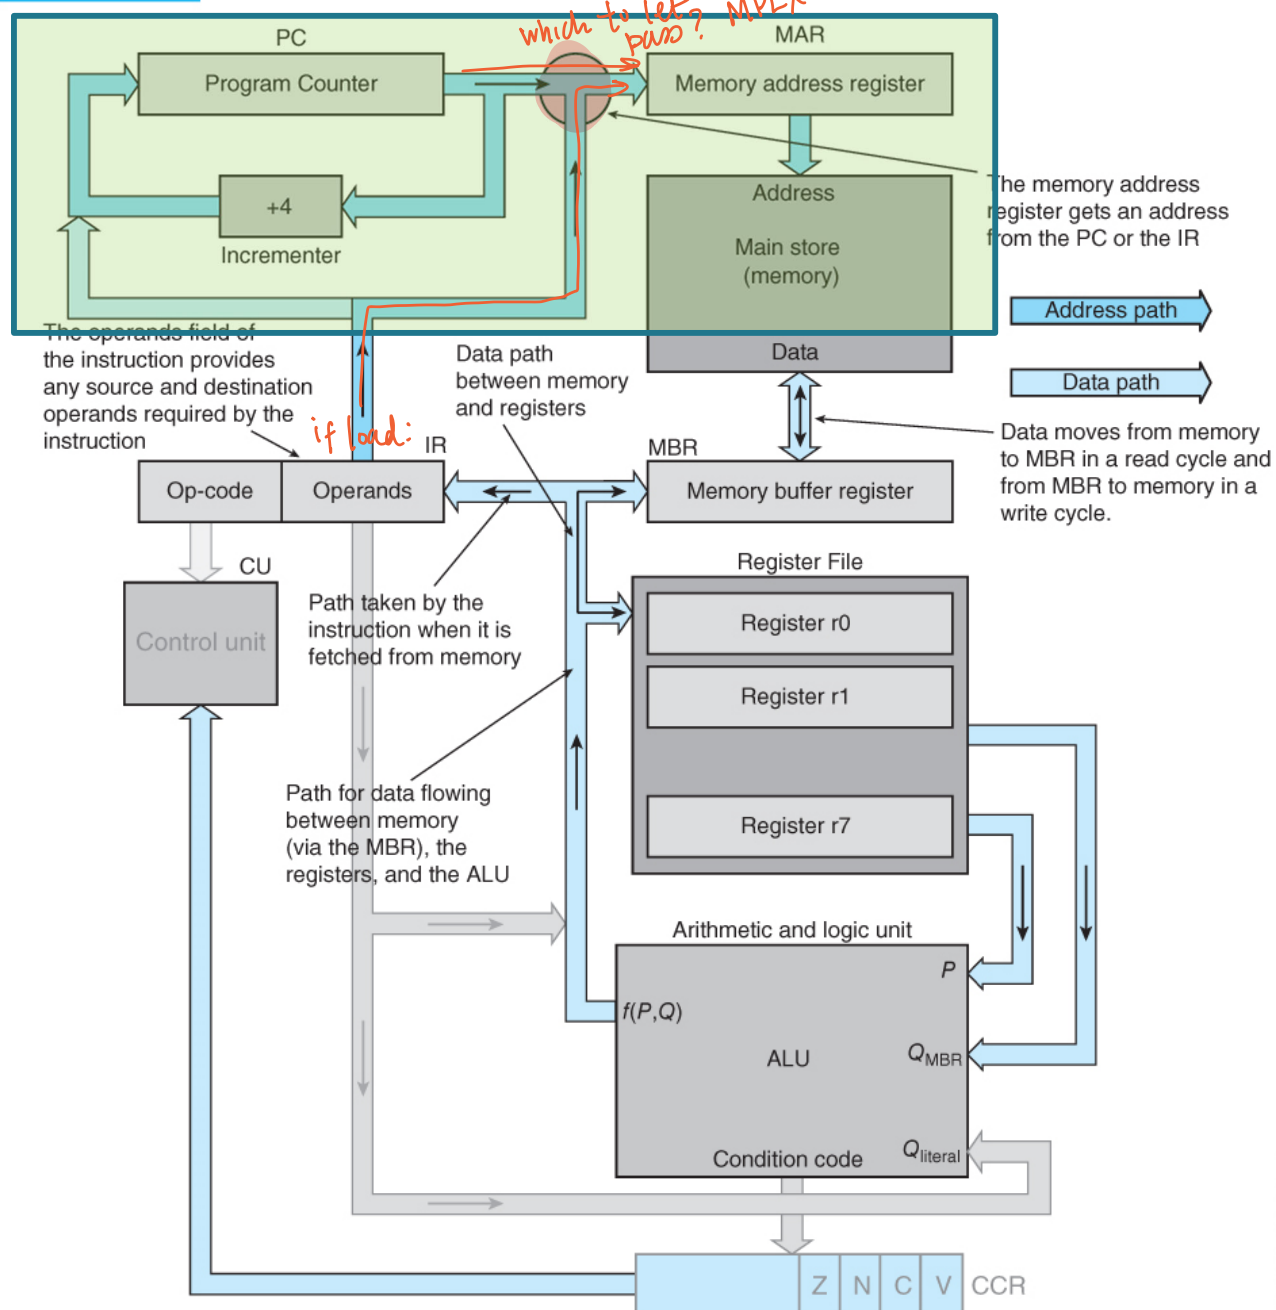 which to let
pass? MPLX
PC
MAR
Program Counter
Memory address register
+4
Incrementer
Address
Main store
(memory)
Data
The memory address
register gets an address
from the PC or the IR
Address path
Data path
The operands field of
the instruction provides
any source and destination
operands required by the
instruction
Data path
between memory
and registers
if load:
IR
MBR
Op-code
Operands
Memory buffer register
Data moves from memory
to MBR in a read cycle and
from MBR to memory in a
write cycle.
CU
Control unit
Path taken by the
instruction when it is
fetched from memory
Register File
Register r0
Register r1
Register r7
Path for data flowing
between memory
(via the MBR), the
registers, and the ALU
Arithmetic and logic unit
P
f(P,Q)
ALU
QMBR
Qliteral
Condition code
Z N C V CCR